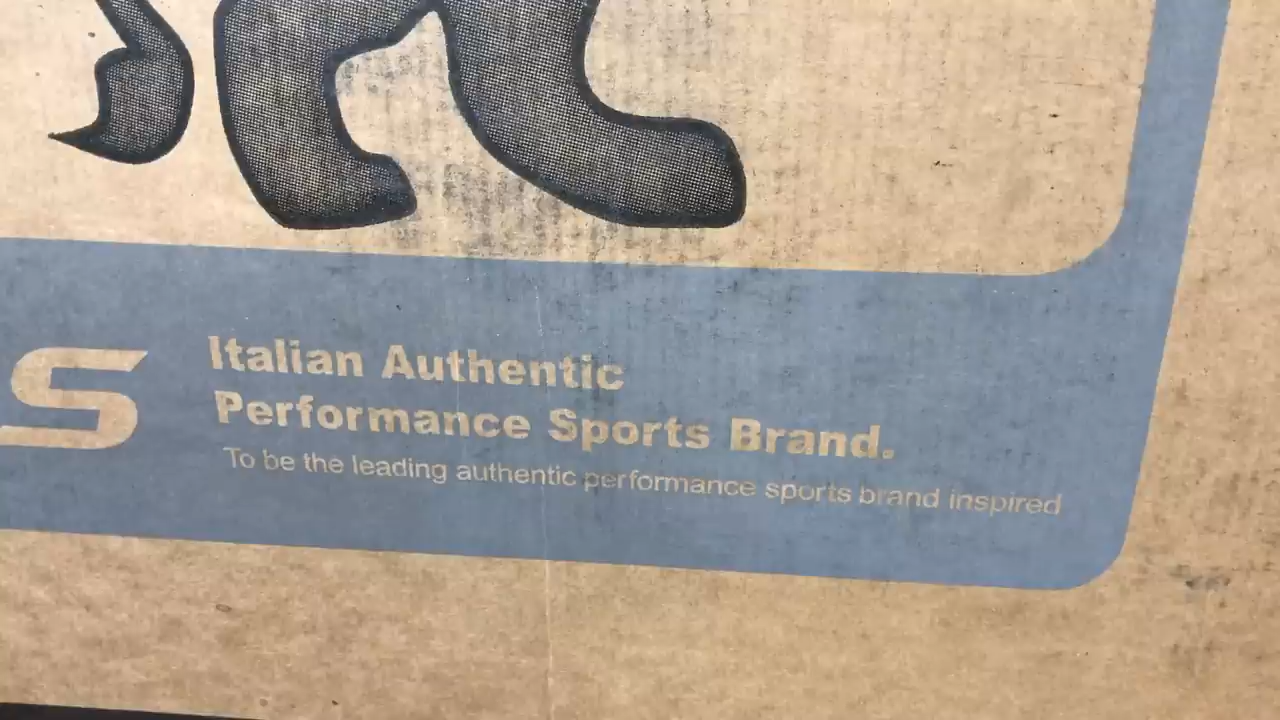 S
Italian Authentic
Performance Sports Brand.
To be the leading authentic performance sports brand inspired